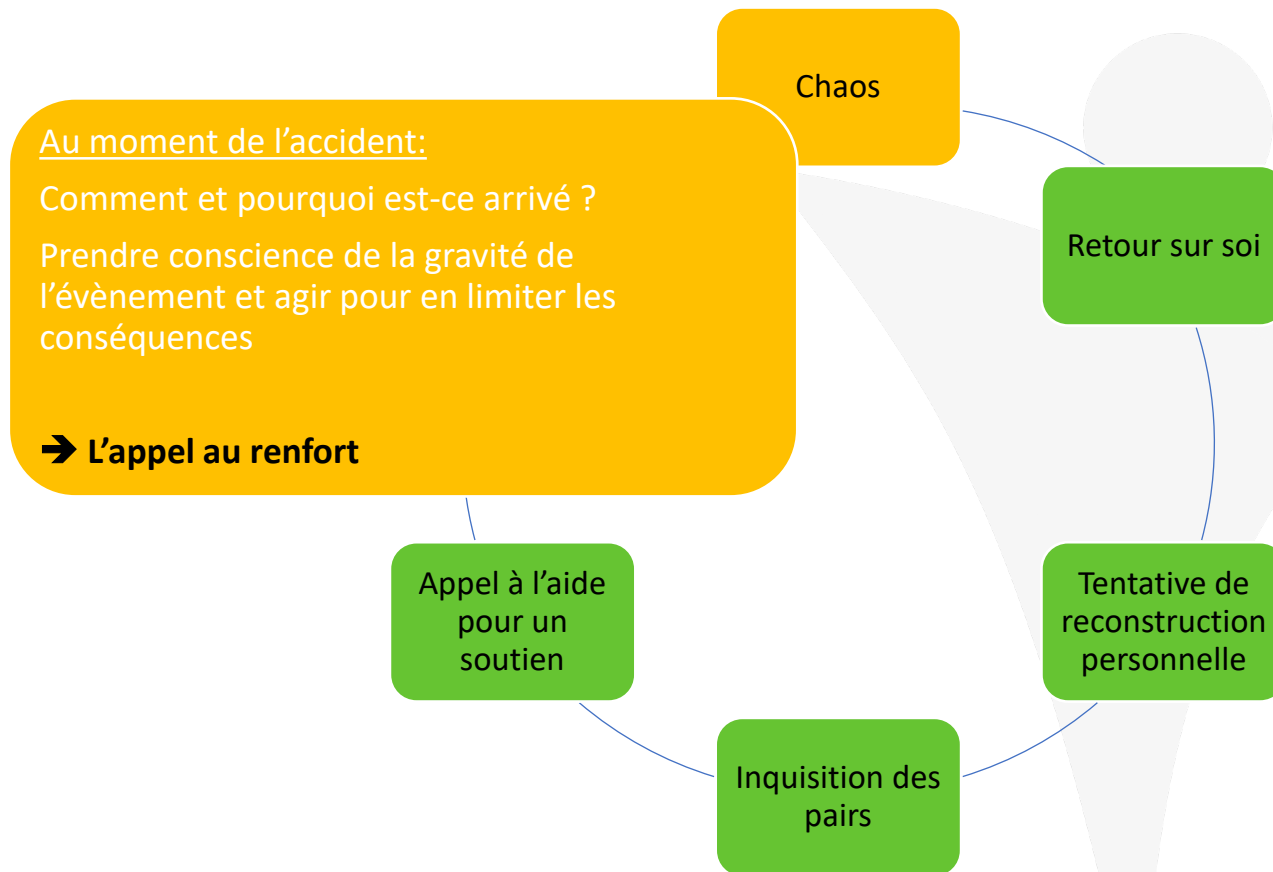 Chaos
Au moment de l’accident:
Comment et pourquoi est-ce arrivé ?
Prendre conscience de la gravité de
l’évènement et agir pour en limiter les
conséquences
➔ L’appel au renfort
Retour sur soi
Tentative de
reconstruction
personnelle
Inquisition des
pairs
Appel à l’aide
pour un
soutien